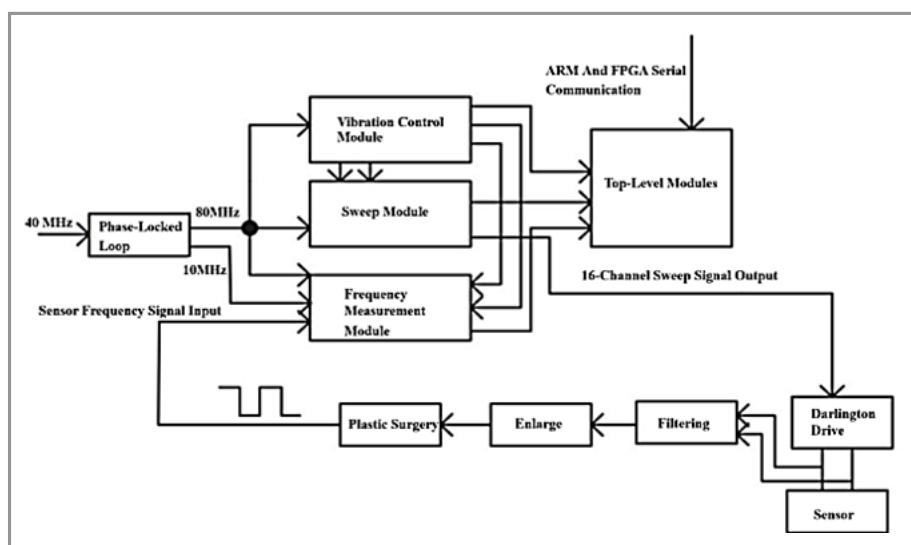 ARM And FPGA Serial
Communication
Vibration Control
Module
Top-Level Modules
Sweep Module
40 MHz
Phase-Locked
Loop
80MHz
10MHz
16-Channel Sweep Signal Output
Sensor Frequency Signal Input
Frequency
Measurement
Module
Plastic Surgery
Enlarge
Filtering
Darlington
Drive
Sensor